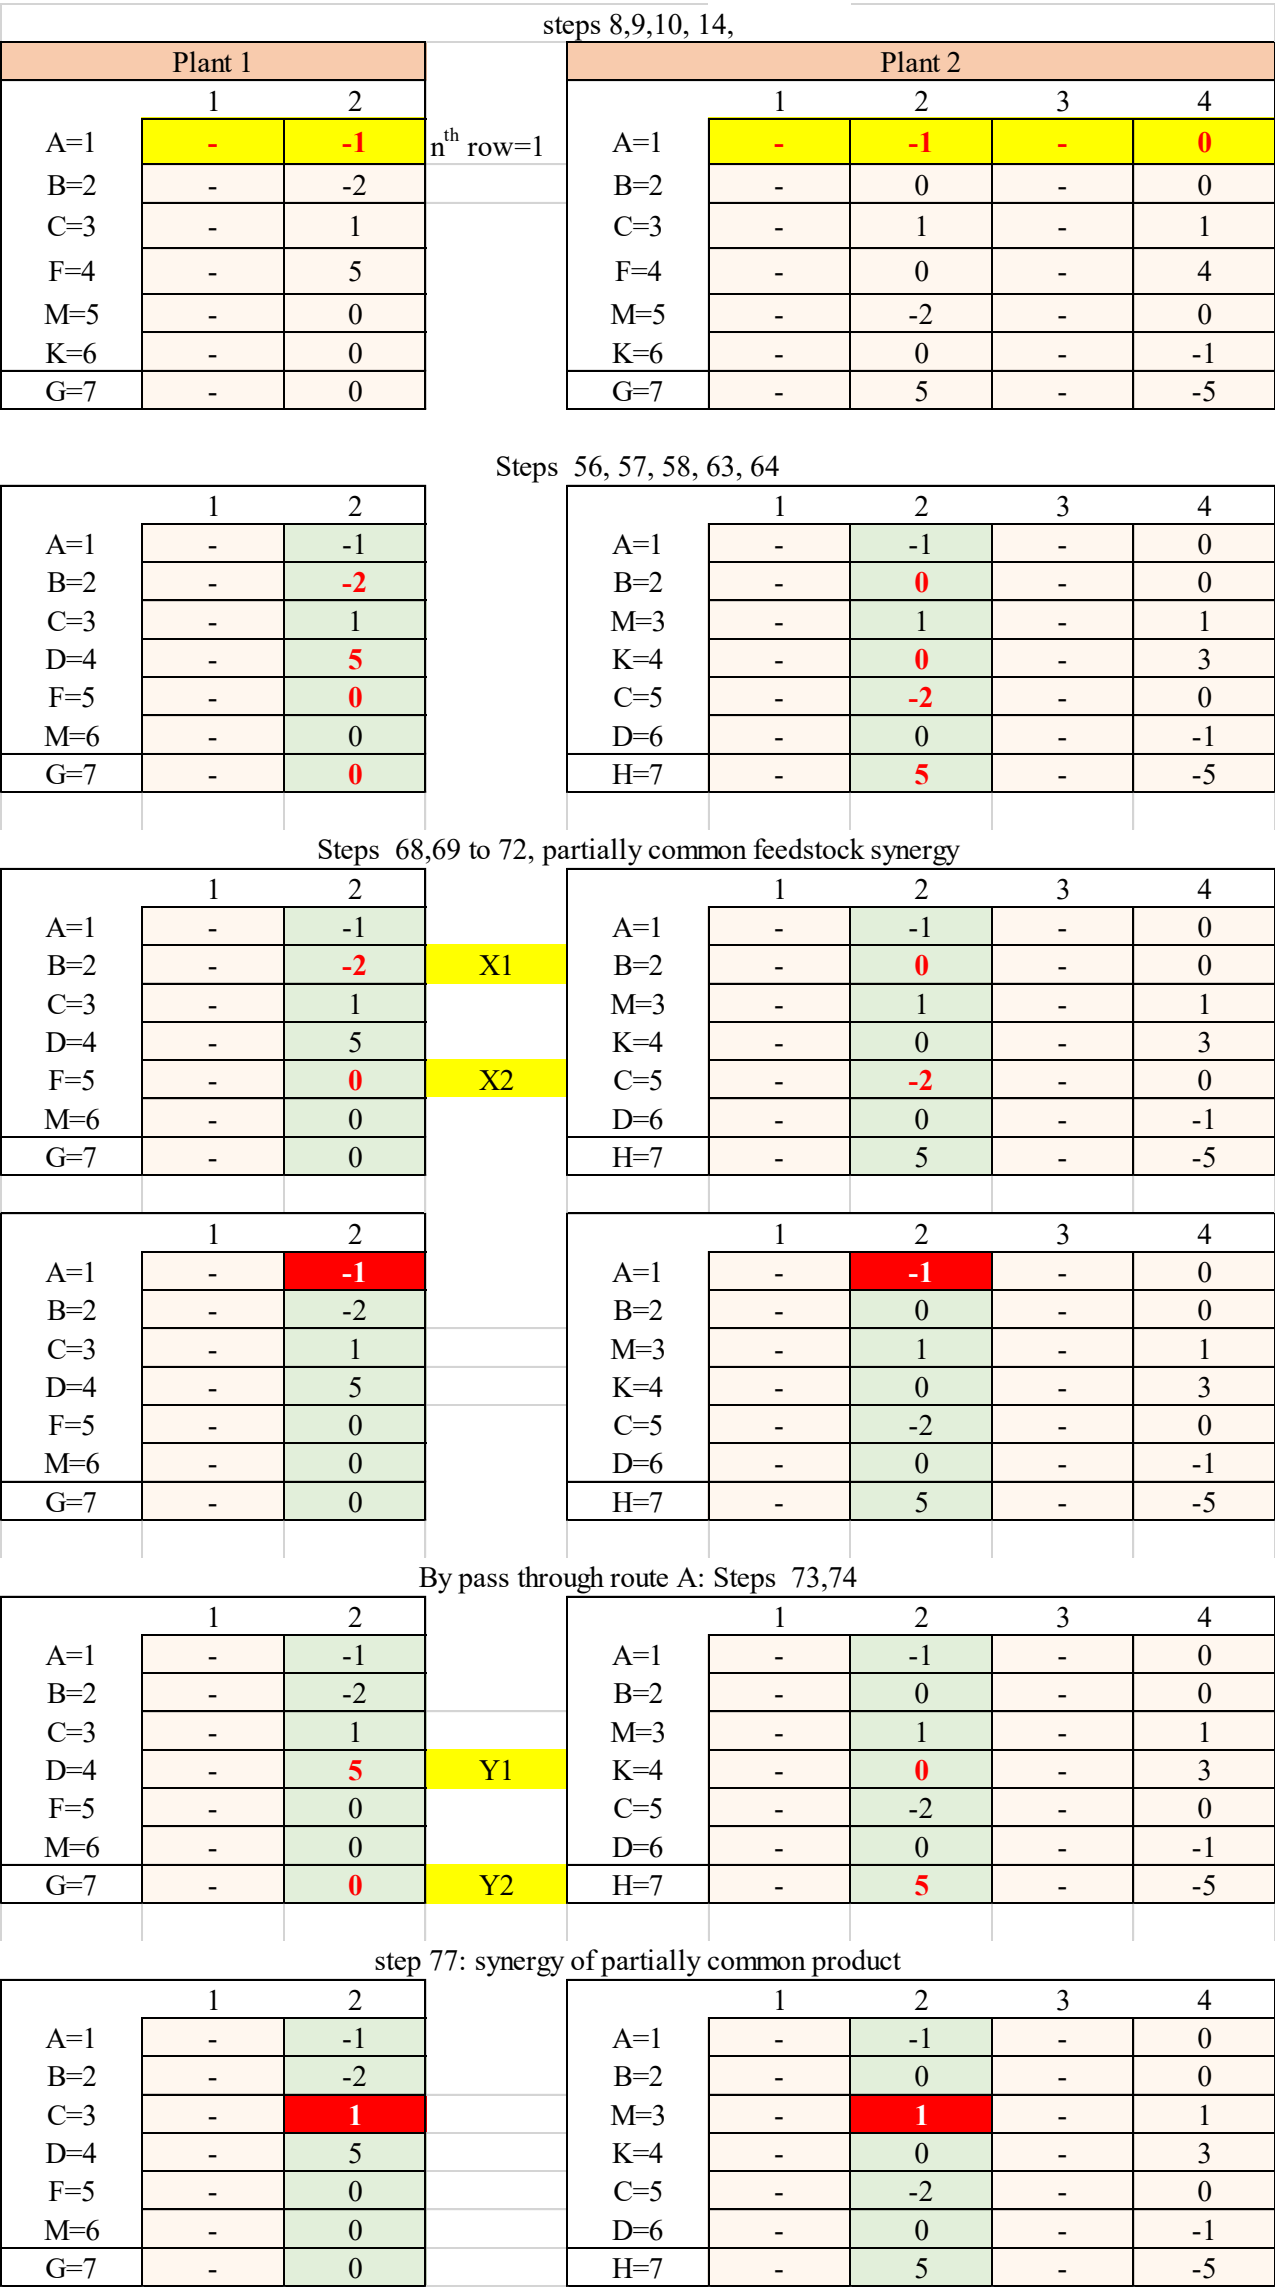 steps 8,9,10, 14,
Plant 1 Plant 2
1 2 1 2 3 4
A=1 - -1 nth row=1 A=1 - -1 - 0
B=2 - -2 B=2 - 0 - 0
C=3 - 1 C=3 - 1 - 1
F=4 - 5 F=4 - 0 - 4
M=5 - 0 M=5 - -2 - 0
K=6 - 0 K=6 - 0 - -1
G=7 - 0 G=7 - 5 - -5
Steps 56, 57, 58, 63, 64
1 2 1 2 3 4
A=1 - -1 A=1 - -1 - 0
B=2 - -2 B=2 - 0 - 0
C=3 - 1 M=3 - 1 - 1
D=4 - 5 K=4 - 0 - 3
F=5 - 0 C=5 - -2 - 0
M=6 - 0 D=6 - 0 - -1
G=7 - 0 H=7 - 5 - -5
Steps 68,69 to 72, partially common feedstock synergy
1 2 1 2 3 4
A=1 - -1 A=1 - -1 - 0
B=2 - -2 X1 B=2 - 0 - 0
C=3 - 1 M=3 - 1 - 1
D=4 - 5 K=4 - 0 - 3
F=5 - 0 X2 C=5 - -2 - 0
M=6 - 0 D=6 - 0 - -1
G=7 - 0 H=7 - 5 - -5
1 2 1 2 3 4
A=1 - -1 A=1 - -1 - 0
B=2 - -2 B=2 - 0 - 0
C=3 - 1 M=3 - 1 - 1
D=4 - 5 K=4 - 0 - 3
F=5 - 0 C=5 - -2 - 0
M=6 - 0 D=6 - 0 - -1
G=7 - 0 H=7 - 5 - -5
By pass through route A: Steps 73,74
1 2 1 2 3 4
A=1 - -1 A=1 - -1 - 0
B=2 - -2 B=2 - 0 - 0
C=3 - 1 M=3 - 1 - 1
D=4 - 5 Y1 K=4 - 0 - 3
F=5 - 0 C=5 - -2 - 0
M=6 - 0 D=6 - 0 - -1
G=7 - 0 Y2 H=7 - 5 - -5
step 77: synergy of partially common product
1 2 1 2 3 4
A=1 - -1 A=1 - -1 - 0
B=2 - -2 B=2 - 0 - 0
C=3 - 1 M=3 - 1 - 1
D=4 - 5 K=4 - 0 - 3
F=5 - 0 C=5 - -2 - 0
M=6 - 0 D=6 - 0 - -1
G=7 - 0 H=7 - 5 - -5